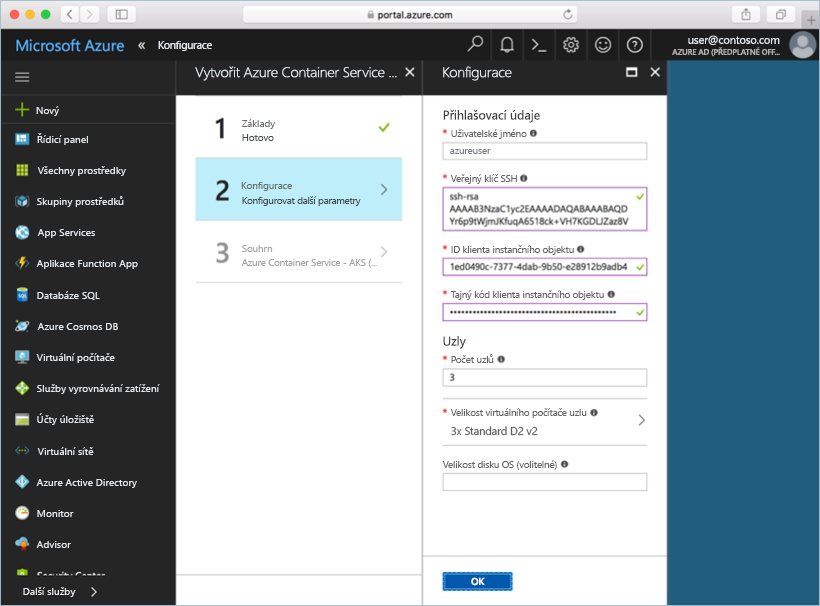 portal.azure.com
Microsoft Azure « Konfigurace
user@contoso.com
AZURE AD (PŘEDPLATNÉ OFF...
Nový
Řídicí panel
Všechny prostředky
Skupiny prostředků
App Services
Aplikace Function App
Databáze SQL
Azure Cosmos DB
Virtuální počítače
Služby vyrovnávání zatížení
Účty úložiště
Virtuální sítě
Azure Active Directory
Monitor
Advisor
Security Center
Další služby
Vytvořit Azure Container Service ...
1
Základy
Hotovo
2
Konfigurace
Konfigurovat další parametry
3
Souhrn
Azure Container Service - AKS (...
Konfigurace
Přihlašovací údaje
* Uživatelské jméno
azureuser
* Veřejný klíč SSH
ssh-rsa
AAAAB3NzaC1yc2EAAAADAQABAAABAQD
Yr6p9tWjmJKfuqA6518ck+VH7KGDLJZaz8V
* ID klienta instančního objektu
1ed0490c-7377-4dab-9b50-e28912b9adb4
* Tajný kód klienta instančního objektu
Uzly
* Počet uzlů
3
* Velikost virtuálního počítače uzlu
3x Standard D2 v2
Velikost disku OS (volitelné)
OK